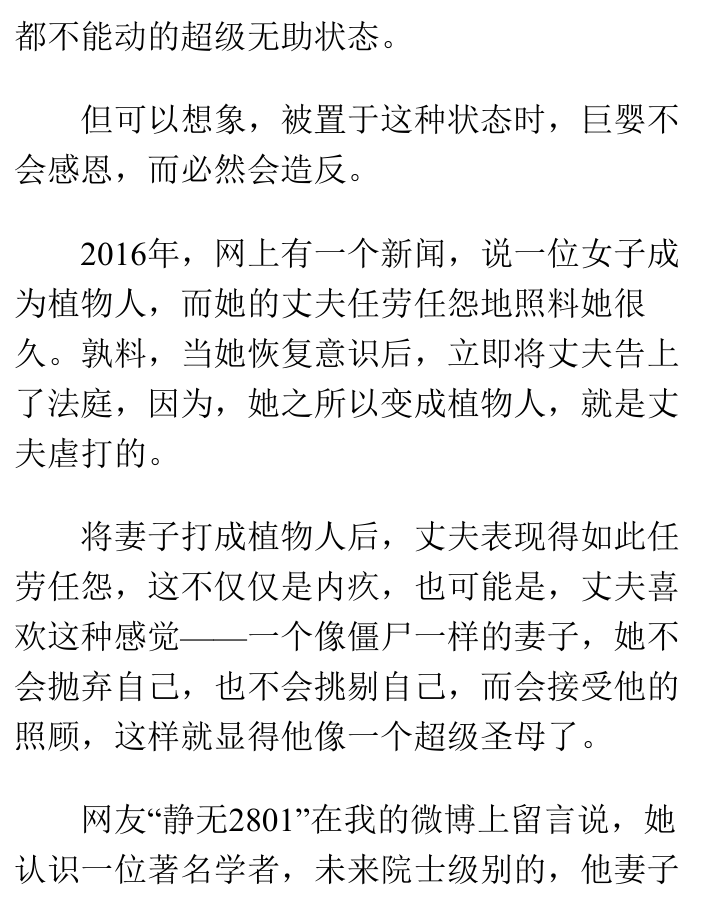 都不能动的超级无助状态。
但可以想象，被置于这种状态时，巨婴不
会感恩，而必然会造反。
2016年，网上有一个新闻，说一位女子成
为植物人，而她的丈夫任劳任怨地照料她很
久。孰料，当她恢复意识后，立即将丈夫告上
了法庭，因为，她之所以变成植物人，就是丈
夫虐打的。
将妻子打成植物人后，丈夫表现得如此任
劳任怨，这不仅仅是内疚，也可能是，丈夫喜
欢这种感觉——一个像僵尸一样的妻子，她不
会抛弃自己，也不会挑剔自己，而会接受他的
照顾，这样就显得他像一个超级圣母了。
网友“静无2801”在我的微博上留言说，她
认识一位著名学者，未来院士级别的，他妻子